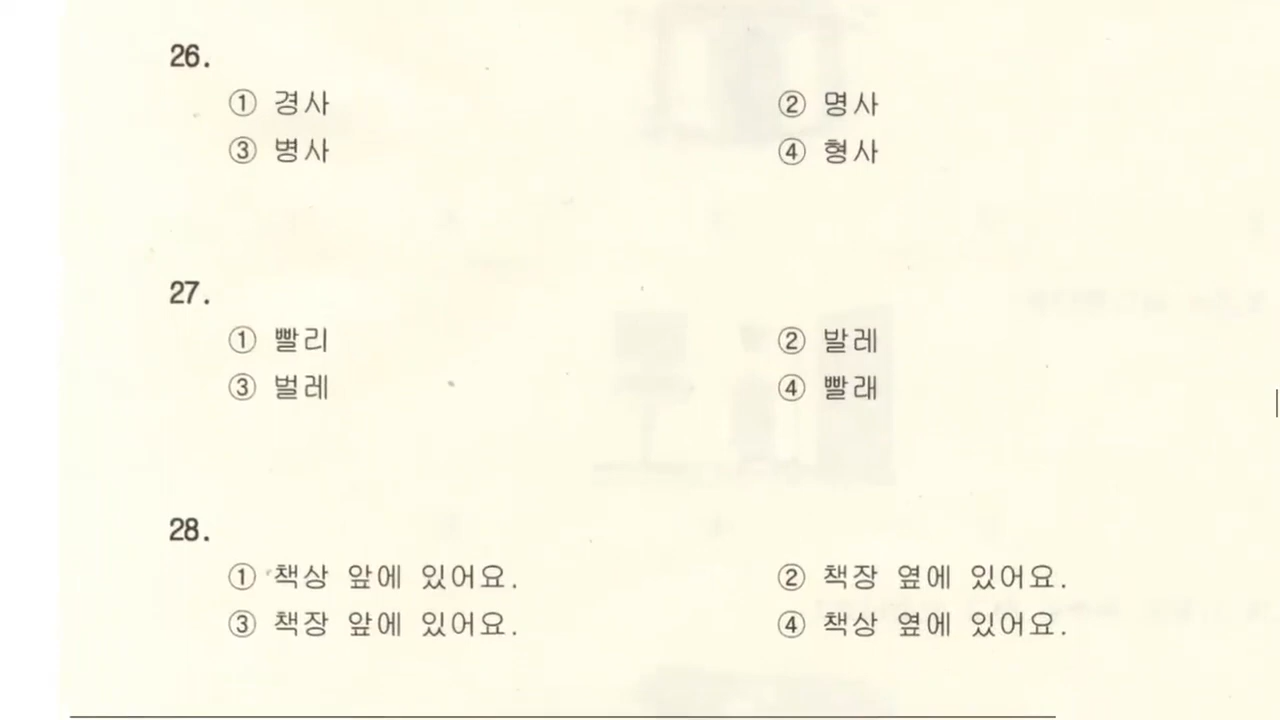 26.
① 경사 ② 명사
③ 병사 ④ 형사
27.
① 빨리 ② 발레
③ 벌레 ④ 빨래
28.
① 책상 앞에 있어요. ② 책장 옆에 있어요.
③ 책장 앞에 있어요. ④ 책상 옆에 있어요.